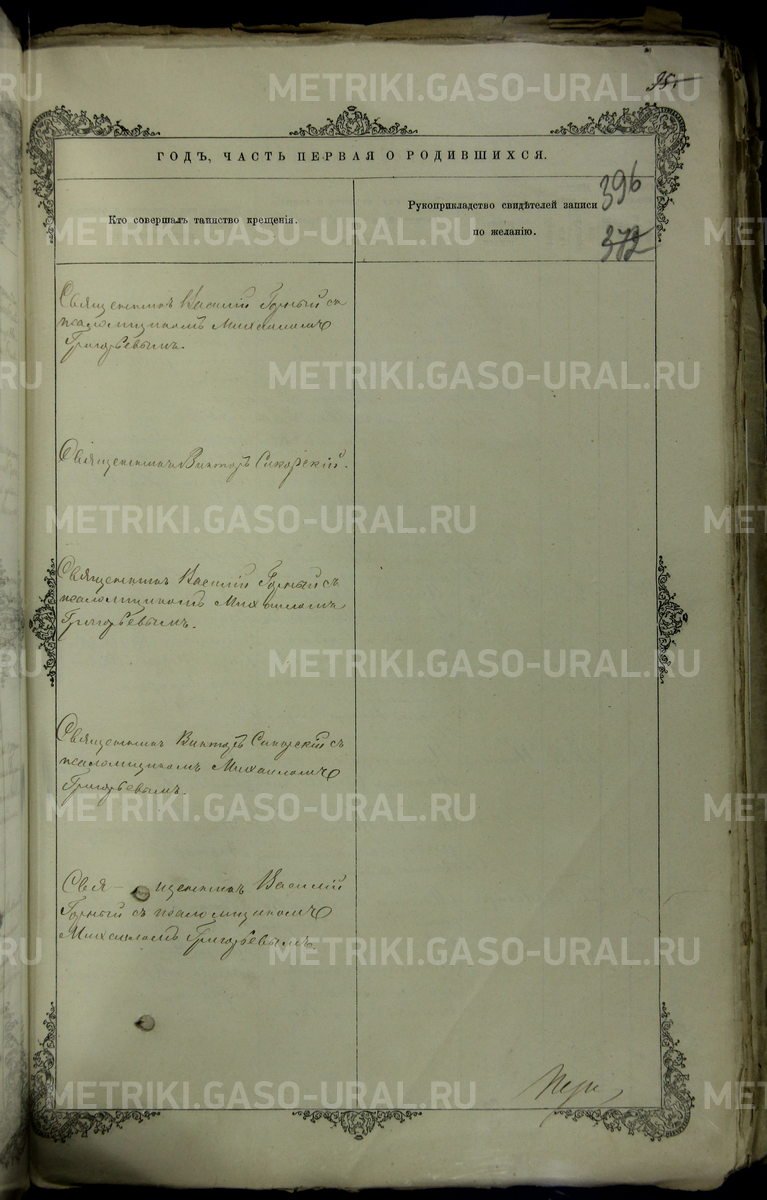 METRIKI.GASO-URAL.RU
ГОДЪ, ЧАСТЬ ПЕРВАЯ О РОДИВШИХСЯ.
396
372
Кто совершалъ таинство крещенія.
Рукоприкладство свидѣтелей записи
по желанію.
Священникъ Василій Горный съ
псаломщикомъ Михаиломъ
Григорьевымъ.
Священникъ Викторъ Сикорскій.
Священникъ Василій Горный съ
псаломщикомъ Михаиломъ
Григорьевымъ.
Священникъ Викторъ Сикорскій съ
псаломщикомъ Михаиломъ
Григорьевымъ.
Свя- щенникъ Василій
Горный съ псаломщикомъ
Михаиломъ Григорьевымъ.